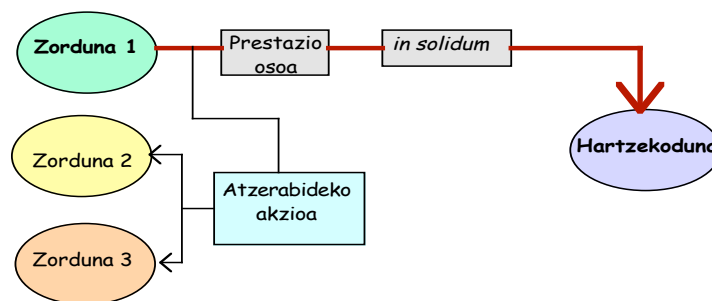 Zorduna 1
Prestazio
osoa
in solidum
Hartzekoduna
Zorduna 2
Atzerabideko
akzioa
Zorduna 3